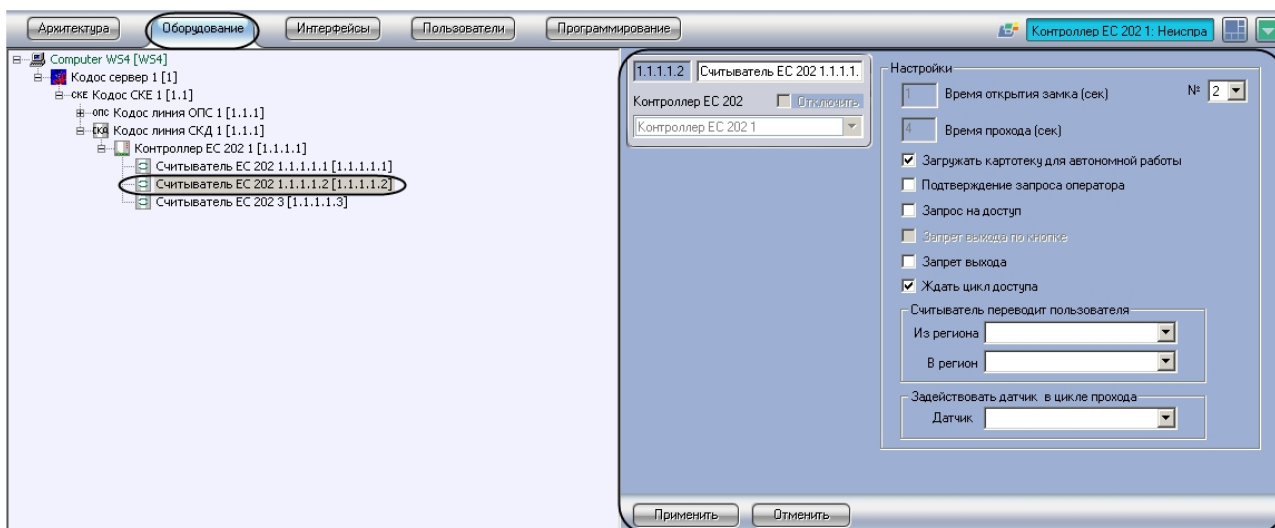 Архитектура Оборудование Интерфейсы Пользователи Программирование Контроллер ЕС 202 1: Неиспра
Computer WS4 [WS4]
Кодос сервер 1 [1]
СКЕ Кодос СКЕ 1 [1.1]
ОПС Кодос линия ОПС 1 [1.1.1]
СКД Кодос линия СКД 1 [1.1.1]
Контроллер ЕС 202 1 [1.1.1.1]
Считыватель ЕС 202 1.1.1.1.1 [1.1.1.1.1]
Считыватель ЕС 202 1.1.1.1.2 [1.1.1.1.2]
Считыватель ЕС 202 3 [1.1.1.1.3]
1.1.1.1.2 Считыватель ЕС 202 1.1.1.1.
Контроллер ЕС 202 Отключить
Контроллер ЕС 202 1
Настройки
1 Время открытия замка (сек) № 2
4 Время прохода (сек)
Загружать картотеку для автономной работы
Подтверждение запроса оператора
Запрос на доступ
Запрет выхода по кнопке
Запрет выхода
Ждать цикл доступа
Считыватель переводит пользователя
Из региона
В регион
Задействовать датчик в цикле прохода
Датчик
Применить Отменить